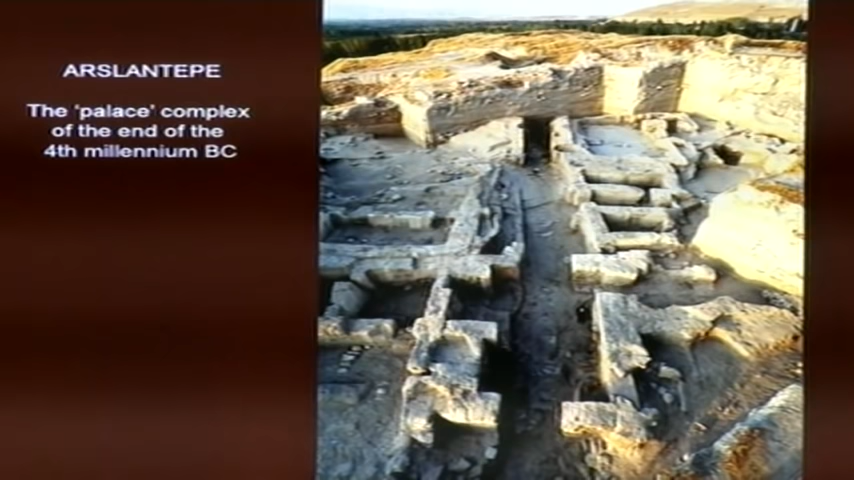 ARSLANTEPE
The 'palace' complex
of the end of the
4th millennium BC